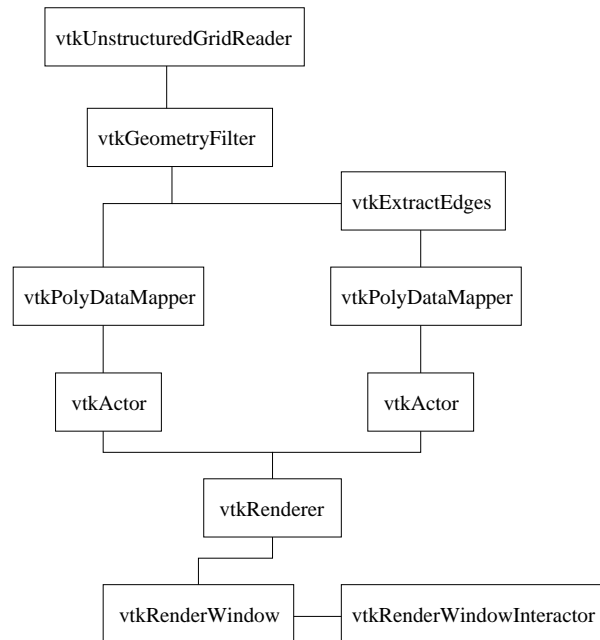 vtkUnstructuredGridReader
vtkGeometryFilter
vtkExtractEdges
vtkPolyDataMapper
vtkPolyDataMapper
vtkActor
vtkActor
vtkRenderer
vtkRenderWindow
vtkRenderWindowInteractor